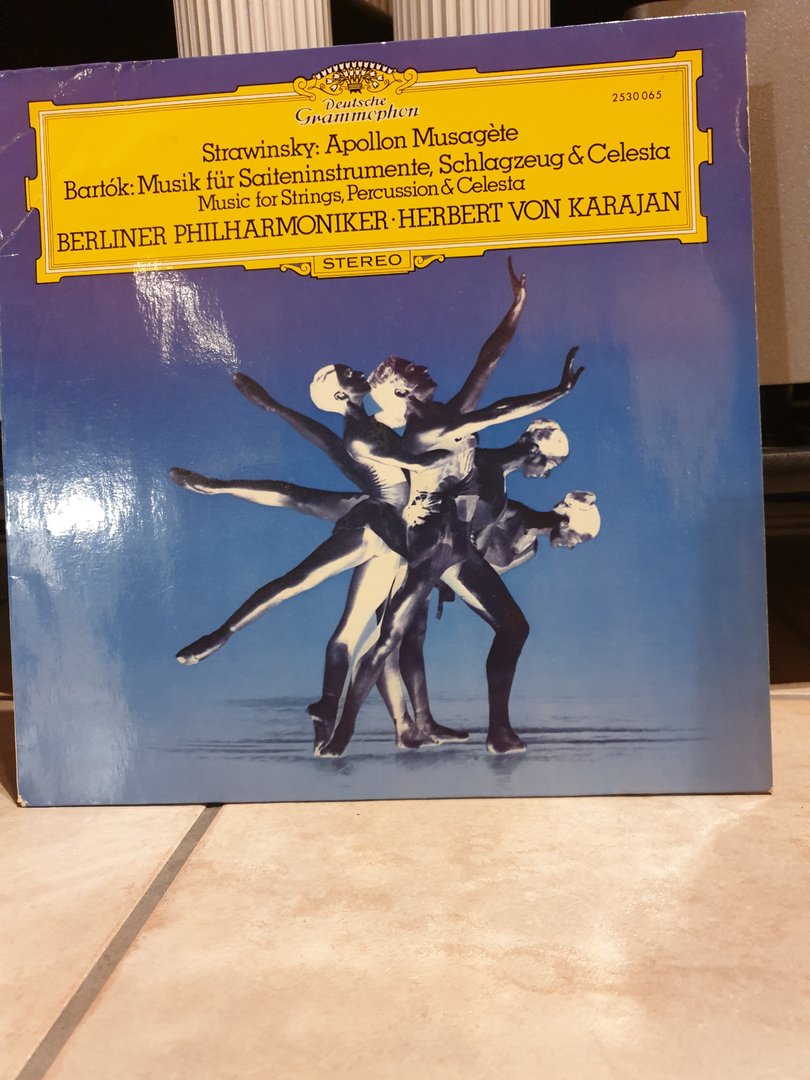 Deutsche
Grammophon
2530 065
Strawinsky: Apollon Musagète
Bartók: Musik für Saiteninstrumente, Schlagzeug & Celesta
Music for Strings, Percussion & Celesta
BERLINER PHILHARMONIKER · HERBERT VON KARAJAN
STEREO